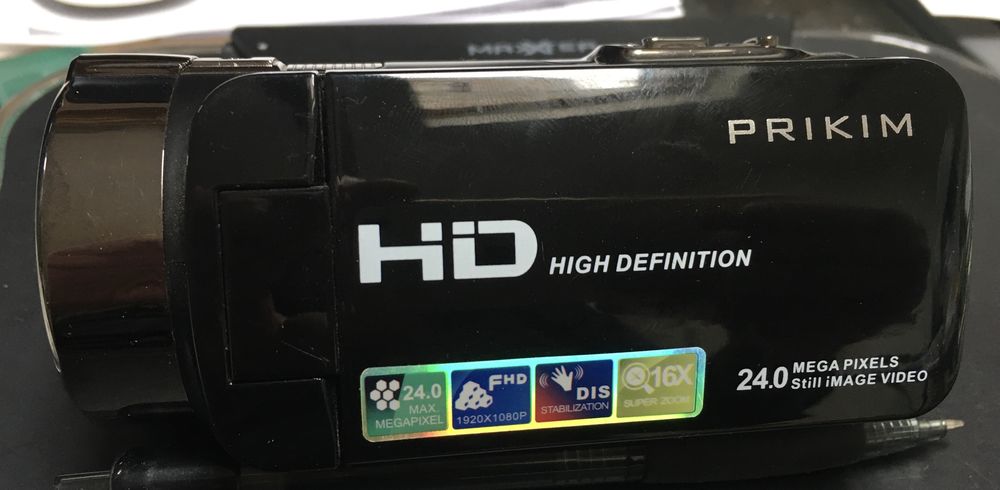 MAXXTER
PRIKIM
HD HIGH DEFINITION
24.0 MEGA PIXELS
Still iMAGE VIDEO
24.0
MAX.
MEGAPIXEL
FHD
1920X1080P
DIS
STABILIZATION
16X
SUPER ZOOM